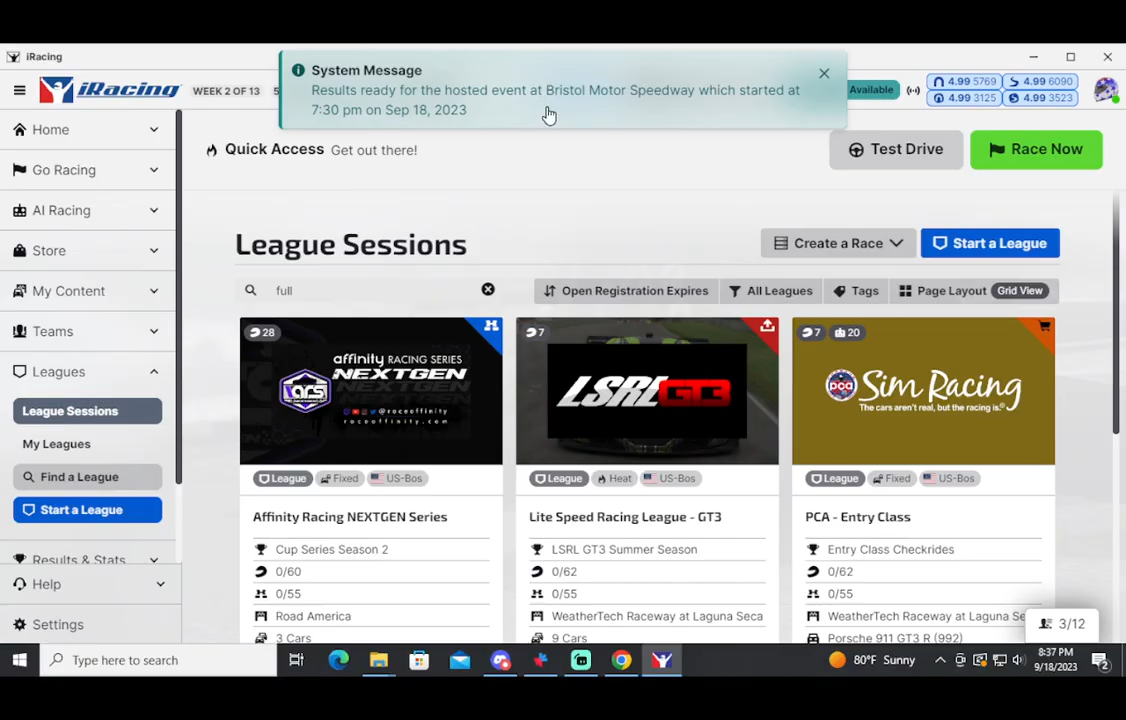 iRacing
System Message
Results ready for the hosted event at Bristol Motor Speedway which started at
7:30 pm on Sep 18, 2023
iRacing
WEEK 2 OF 13
Available
4.99 5769
4.99 6090
4.99 3125
4.99 3523
Home
Quick Access Get out there!
Test Drive
Race Now
Go Racing
AI Racing
Store
My Content
Teams
Leagues
League Sessions
My Leagues
Find a League
Start a League
Results & Stats
Help
Settings
League Sessions
Create a Race
Start a League
full
Open Registration Expires
All Leagues
Tags
Page Layout Grid View
28
affinity RACING SERIES
NEXTGEN
NEXTGEN
ars
@raceaffinity
raceaffinity.com
League Fixed US-Bos
Affinity Racing NEXTGEN Series
Cup Series Season 2
0/60
0/55
Road America
3 Cars
7
LSRL GT3
League Heat US-Bos
Lite Speed Racing League - GT3
LSRL GT3 Summer Season
0/62
0/55
WeatherTech Raceway at Laguna Seca
9 Cars
7 20
pca Sim Racing
The cars aren't real, but the racing is.®
League Fixed US-Bos
PCA - Entry Class
Entry Class Checkrides
0/62
0/55
WeatherTech Raceway at Laguna Se
Porsche 911 GT3 R (992)
3/12
Type here to search
80°F Sunny
8:37 PM
9/18/2023
2